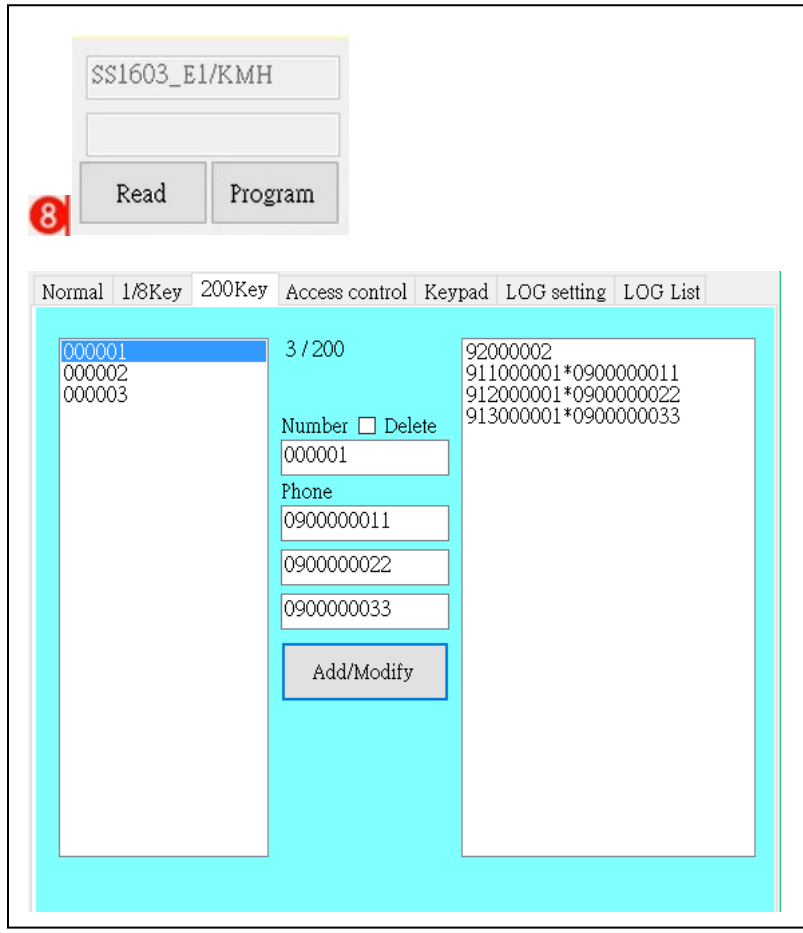 SS1603_E1/KMH
8
Read Program
Normal 1/8Key 200Key Access control Keypad LOG setting LOG List
000001
000002
000003
3 / 200
Number Delete
000001
Phone
0900000011
0900000022
0900000033
Add/Modify
92000002
911000001*0900000011
912000001*0900000022
913000001*0900000033